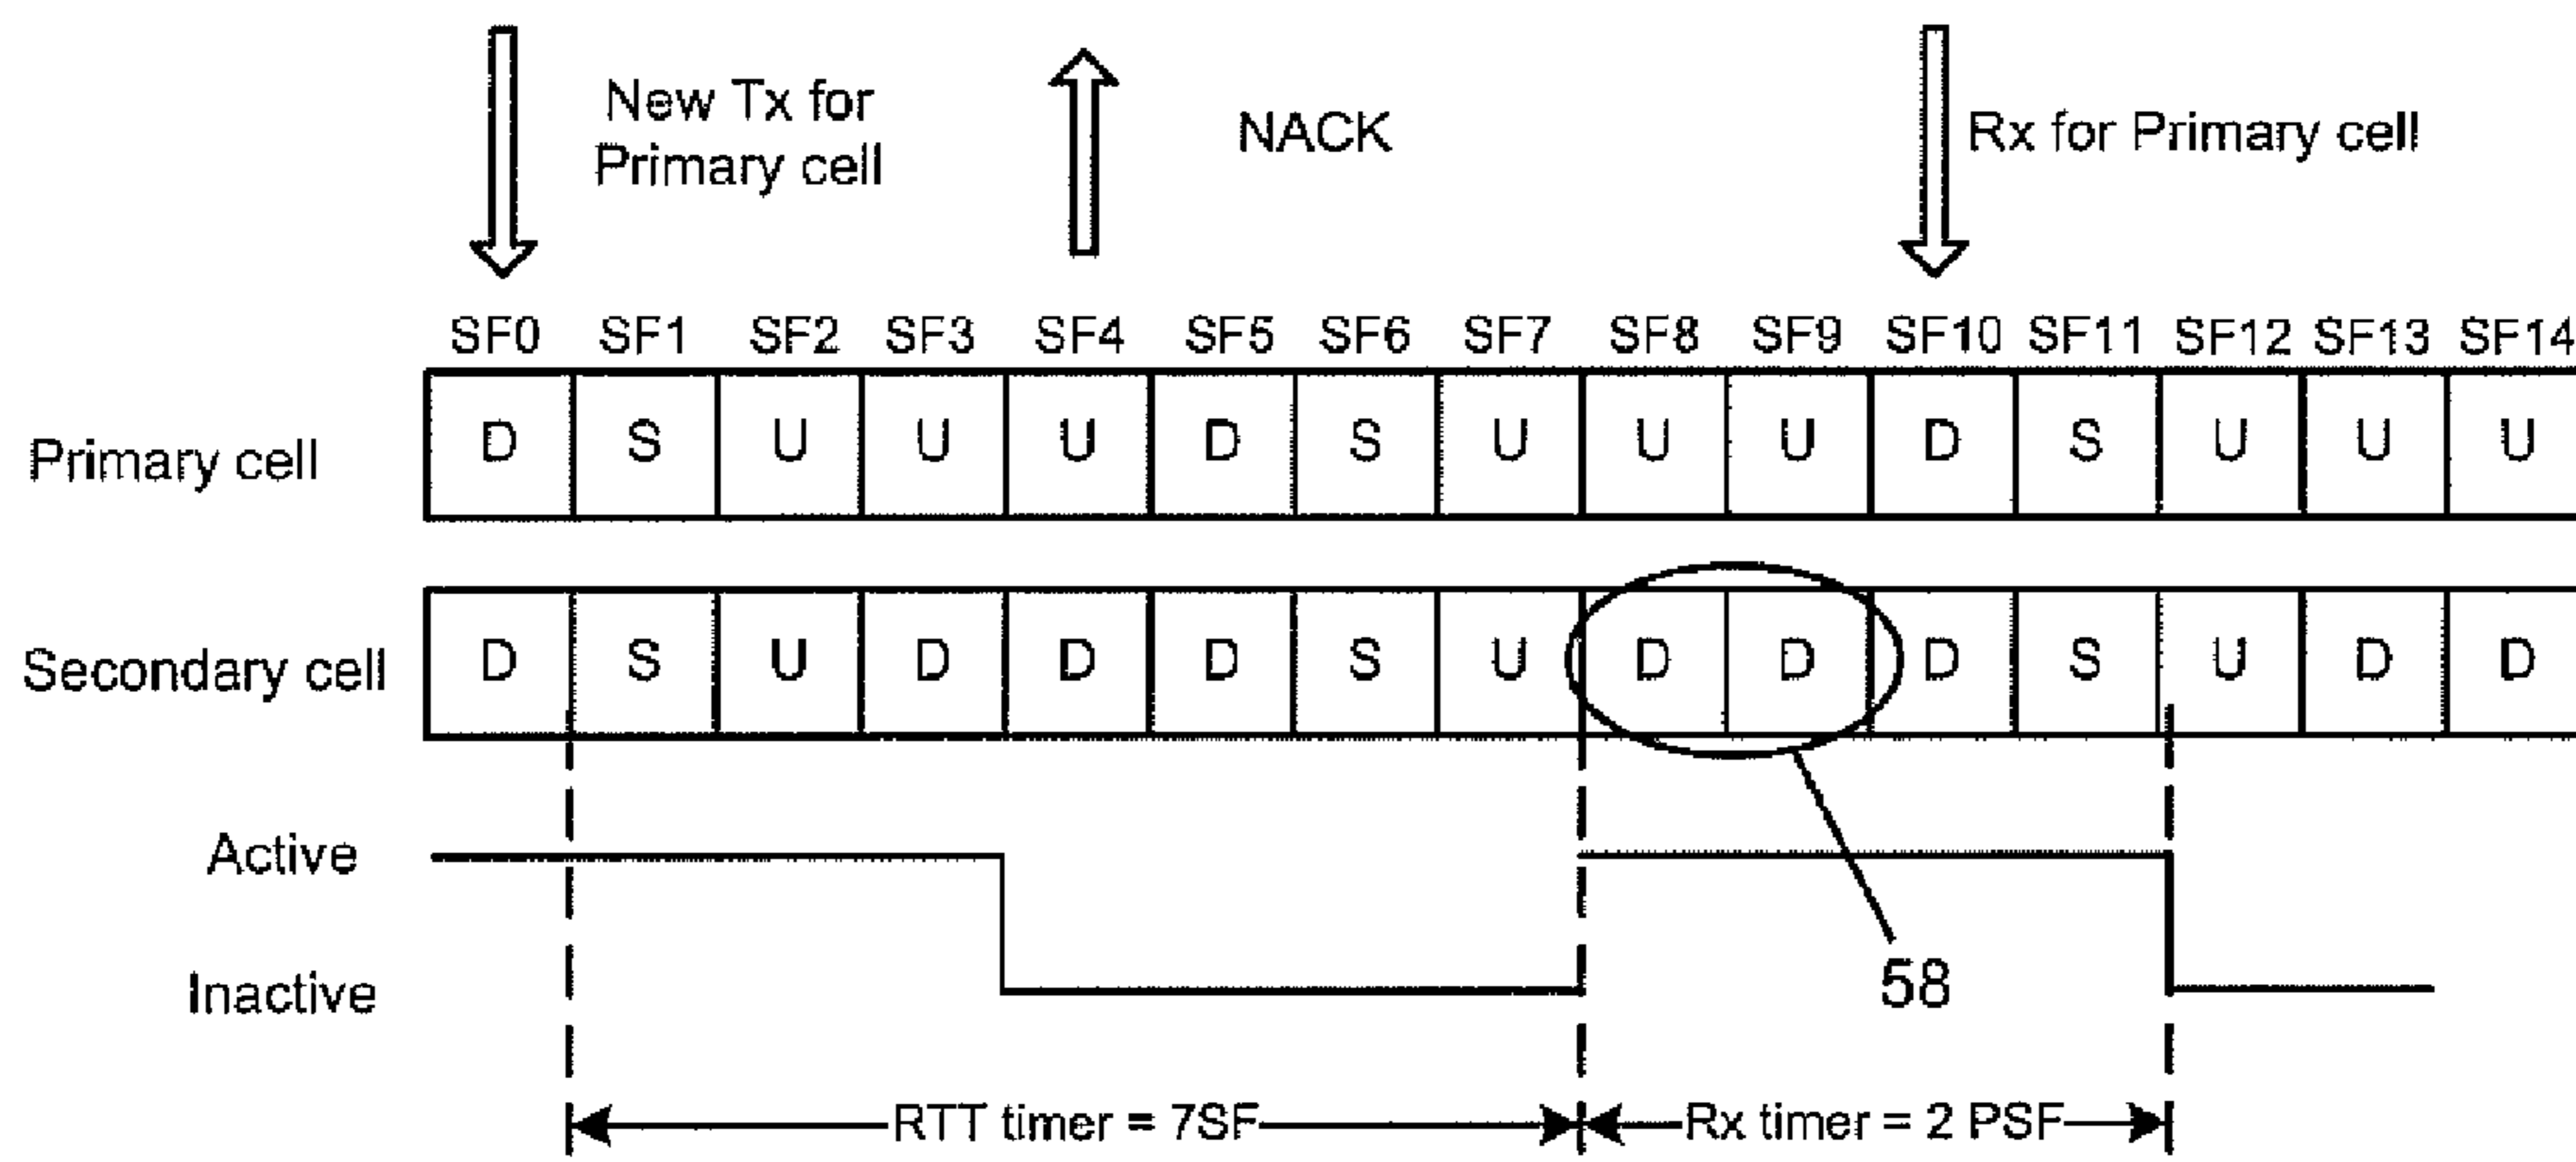 New Tx for
Primary cell
NACK
Rx for Primary cell
SF0 SF1 SF2 SF3 SF4 SF5 SF6 SF7 SF8 SF9 SF10 SF11 SF12 SF13 SF14
Primary cell D S U U U D S U U U D S U U U
Secondary cell D S U D D D S U D D D S U D D
Active
Inactive
58
RTT timer = 7SF
Rx timer = 2 PSF